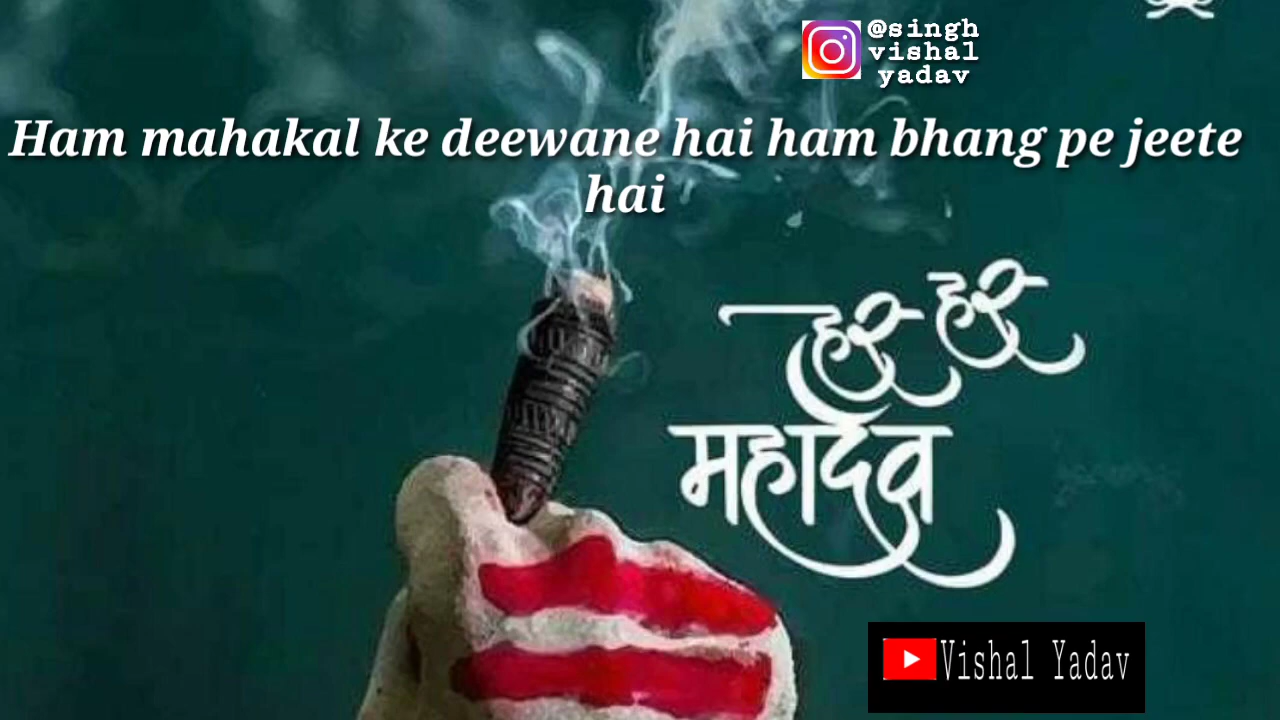 @singh
vishal
yadav
Ham mahakal ke deewane hai ham bhang pe jeete
hai
हर हर
महादेव
Vishal Yadav